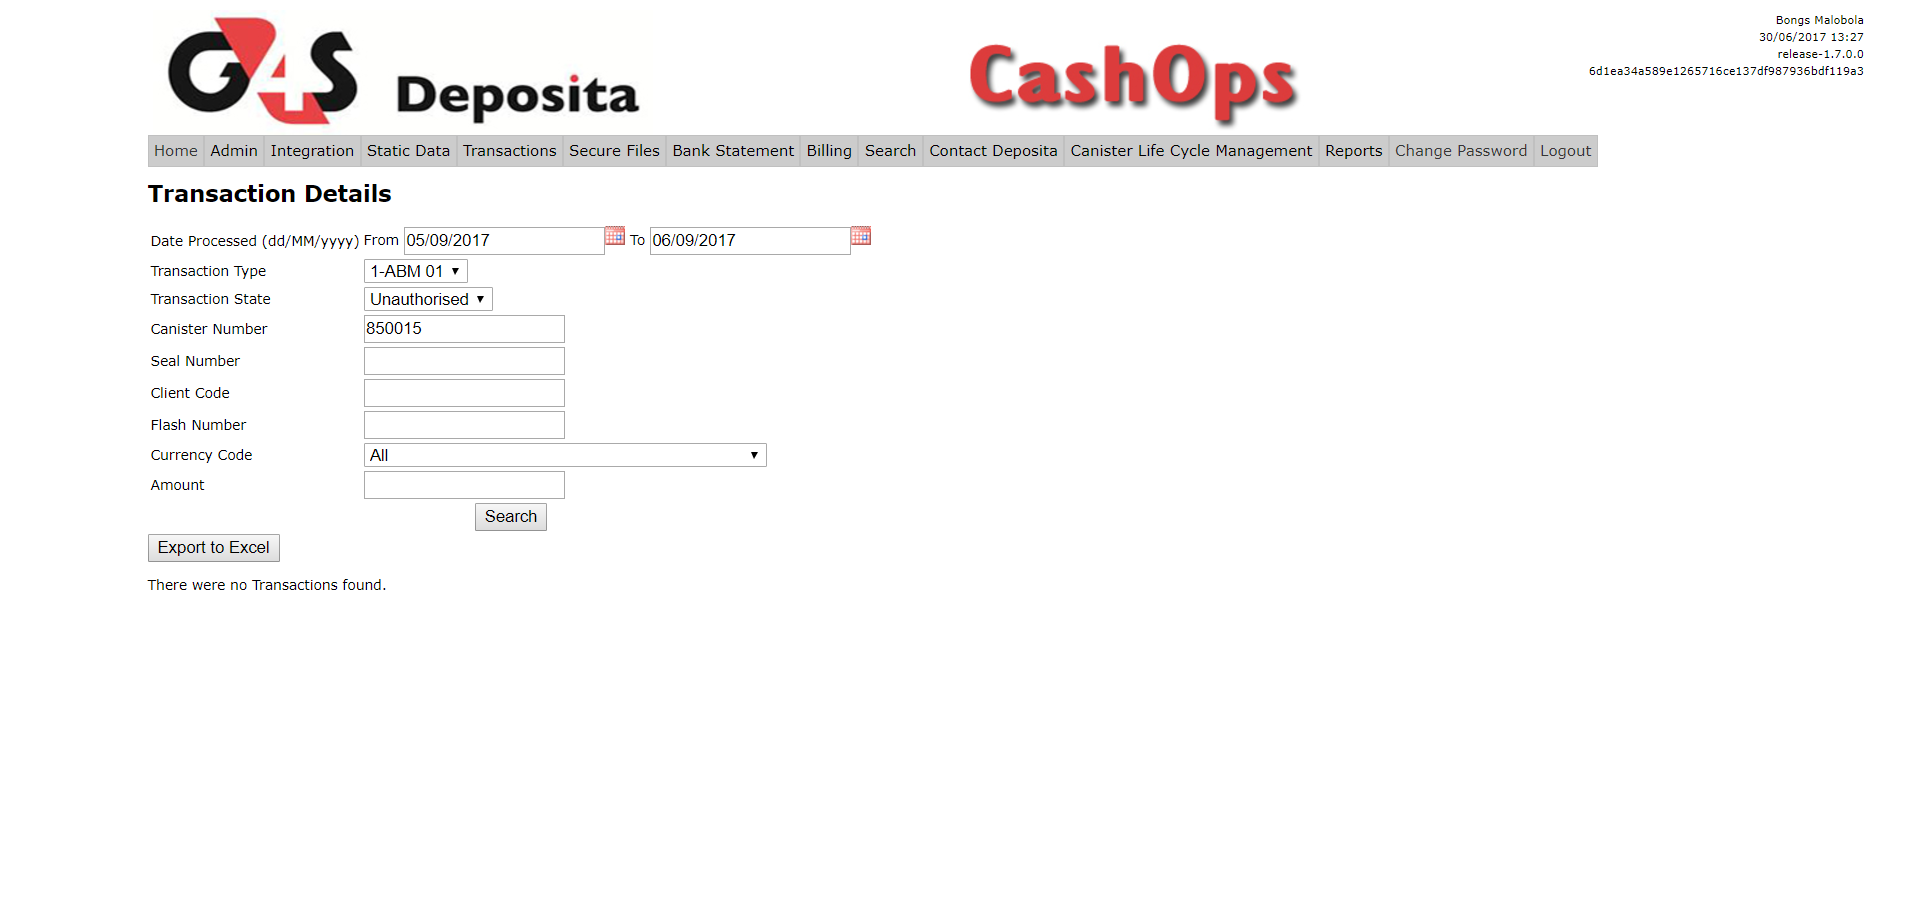 G4S Deposita
CashOps
Bongs Malobola
30/06/2017 13:27
release-1.7.0.0
6d1ea34a589e1265716ce137df987936bdf119a3
Home Admin Integration Static Data Transactions Secure Files Bank Statement Billing Search Contact Deposita Canister Life Cycle Management Reports Change Password Logout
Transaction Details
Date Processed (dd/MM/yyyy) From 05/09/2017 To 06/09/2017
Transaction Type 1-ABM 01
Transaction State Unauthorised
Canister Number 850015
Seal Number
Client Code
Flash Number
Currency Code All
Amount
Search
Export to Excel
There were no Transactions found.